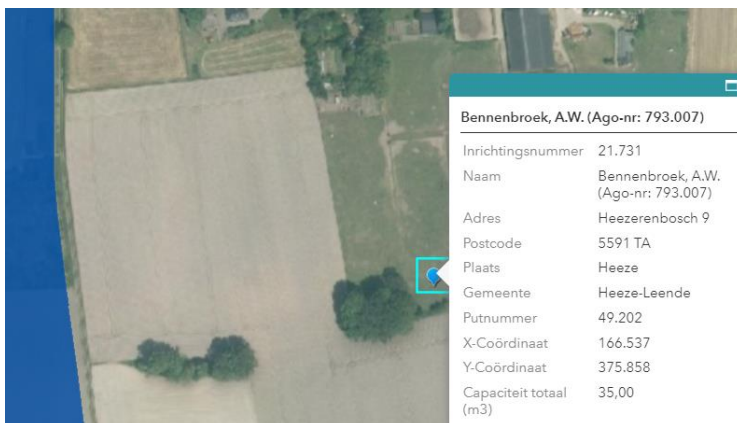 Bennenbroek, A.W. (Ago-nr: 793.007)
Inrichtingsnummer 21.731
Naam Bennenbroek, A.W.
(Ago-nr: 793.007)
Adres Heezerenbosch 9
Postcode 5591 TA
Plaats Heeze
Gemeente Heeze-Leende
Putnummer 49.202
X-Coördinaat 166.537
Y-Coördinaat 375.858
Capaciteit totaal 35,00
(m3)